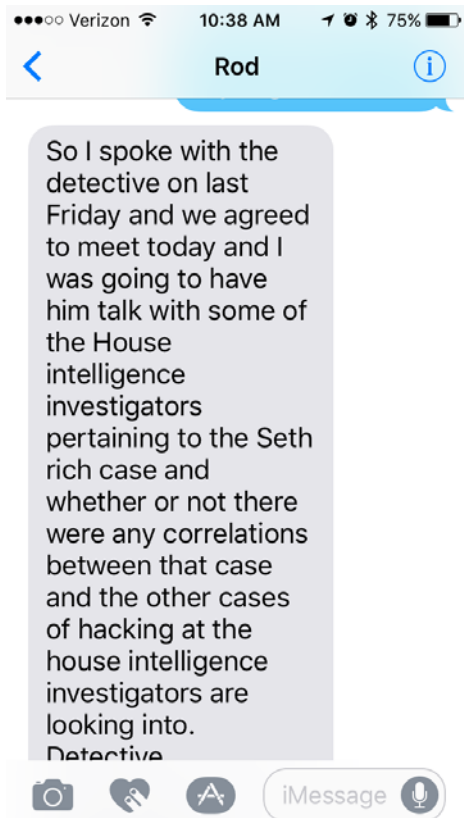 Verizon 10:38 AM 75%
Rod
So I spoke with the
detective on last
Friday and we agreed
to meet today and I
was going to have
him talk with some of
the House
intelligence
investigators
pertaining to the Seth
rich case and
whether or not there
were any correlations
between that case
and the other cases
of hacking at the
house intelligence
investigators are
looking into.
Detective
iMessage